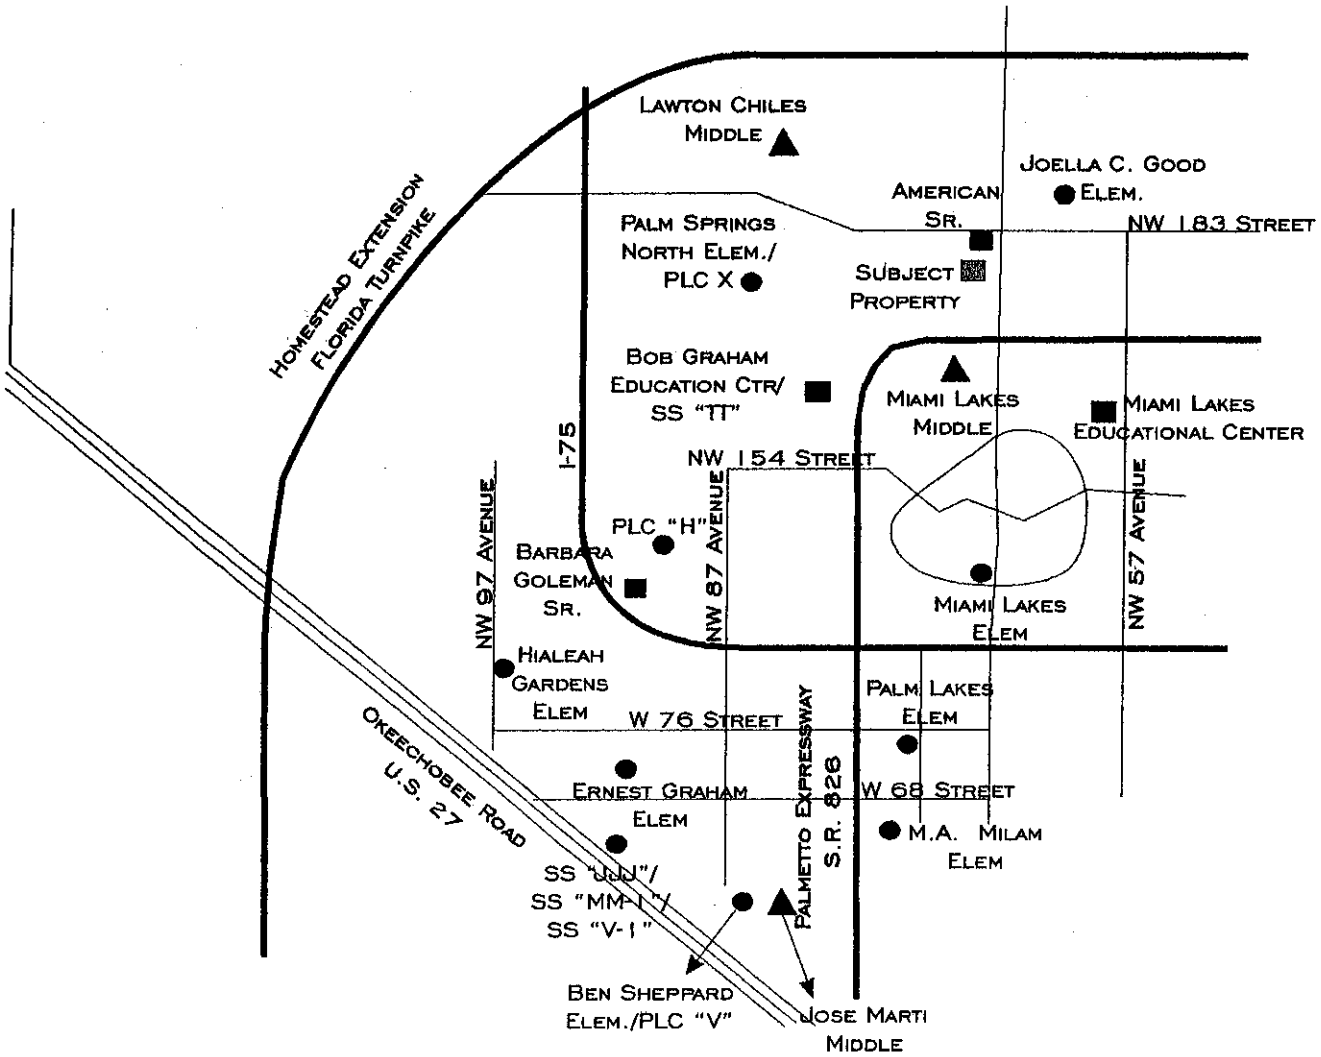 LAWTON CHILES
MIDDLE
JOELLA C. GOOD
ELEM.
AMERICAN
SR.
NW 183 STREET
PALM SPRINGS
NORTH ELEM./
PLC X
SUBJECT
PROPERTY
HOMESTEAD EXTENSION
FLORIDA TURNPIKE
BOB GRAHAM
EDUCATION CTR/
SS "TT"
MIAMI LAKES
MIDDLE
MIAMI LAKES
EDUCATIONAL CENTER
I-75
NW 154 STREET
NW 97 AVENUE
NW 87 AVENUE
NW 57 AVENUE
PLC "H"
BARBARA
GOLEMAN
SR.
MIAMI LAKES
ELEM
HIALEAH
GARDENS
ELEM
PALM LAKES
ELEM
W 76 STREET
OKEECHOBEE ROAD
U.S. 27
PALMETTO EXPRESSWAY
S.R. 826
ERNEST GRAHAM
ELEM
W 68 STREET
M.A. MILAM
ELEM
SS "JJJ"/
SS "MM-1"/
SS "V-1"
BEN SHEPPARD
ELEM./PLC "V"
JOSE MARTI
MIDDLE